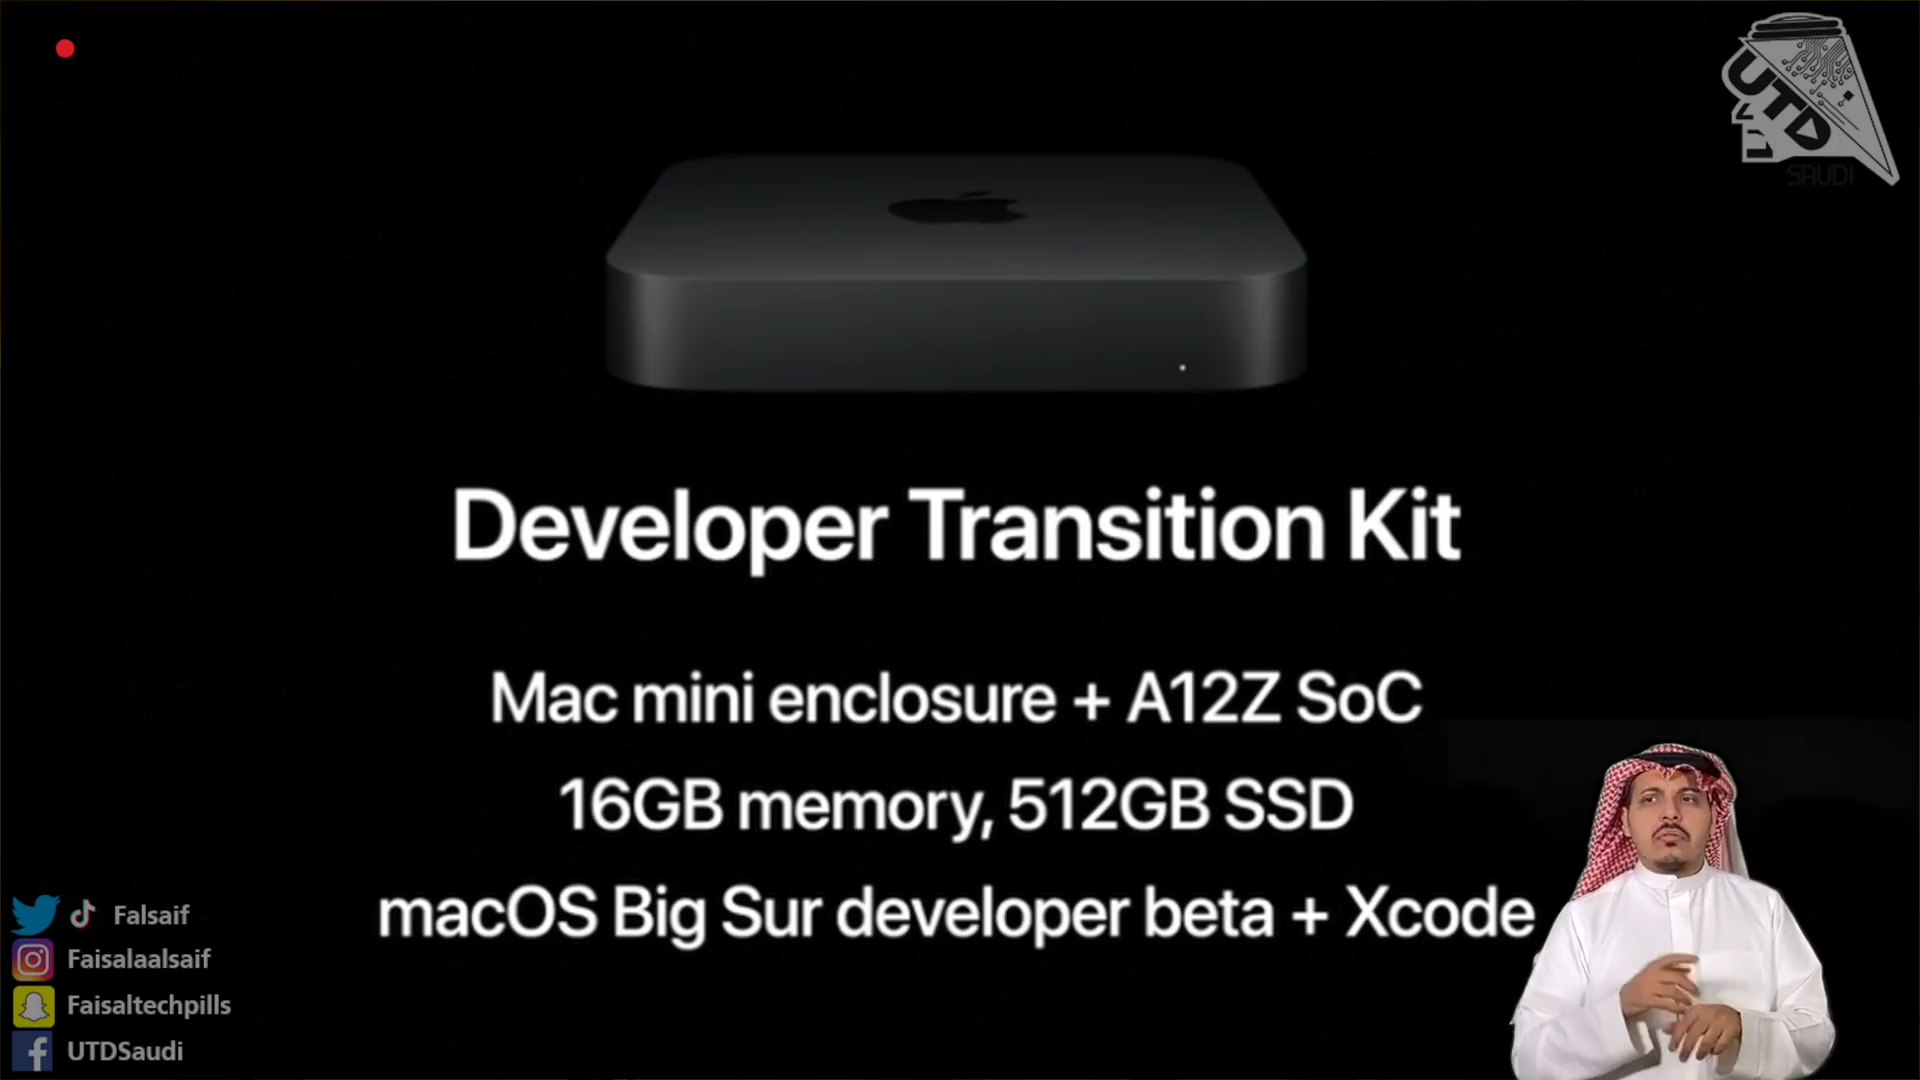 UTD
SAUDI
Developer Transition Kit
Mac mini enclosure + A12Z SoC
16GB memory, 512GB SSD
macOS Big Sur developer beta + Xcode
Falsaif
Faisalaalsaif
Faisaltechpills
UTDSaudi